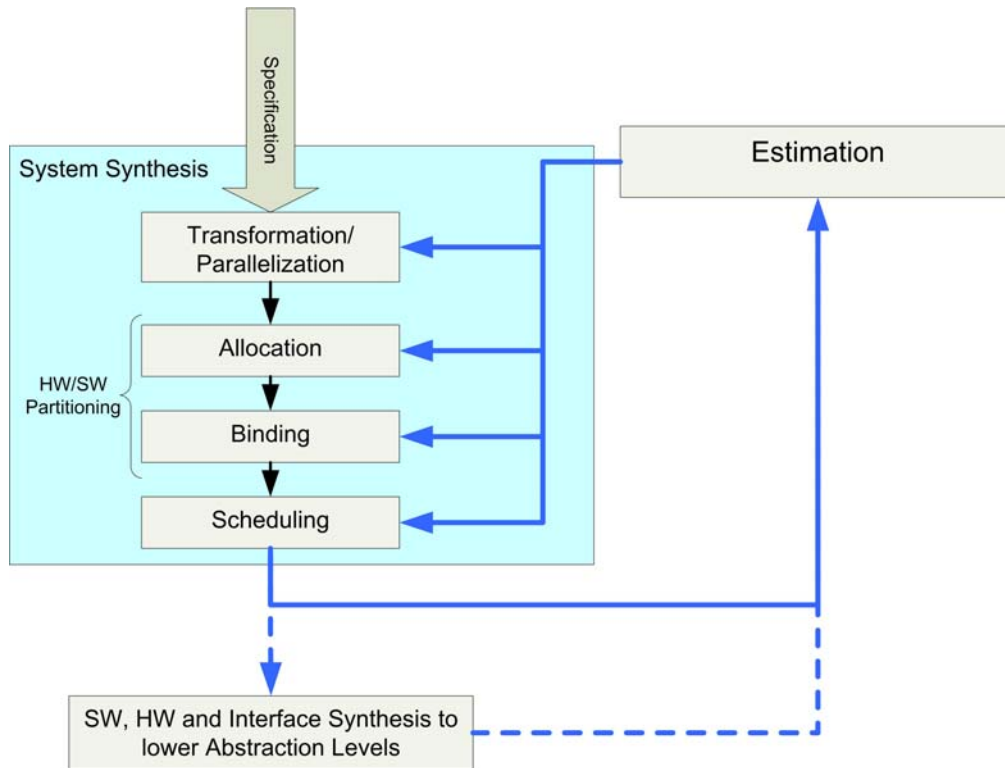 Specification
System Synthesis
Estimation
Transformation/
Parallelization
Allocation
HW/SW
Partitioning
Binding
Scheduling
SW, HW and Interface Synthesis to
lower Abstraction Levels